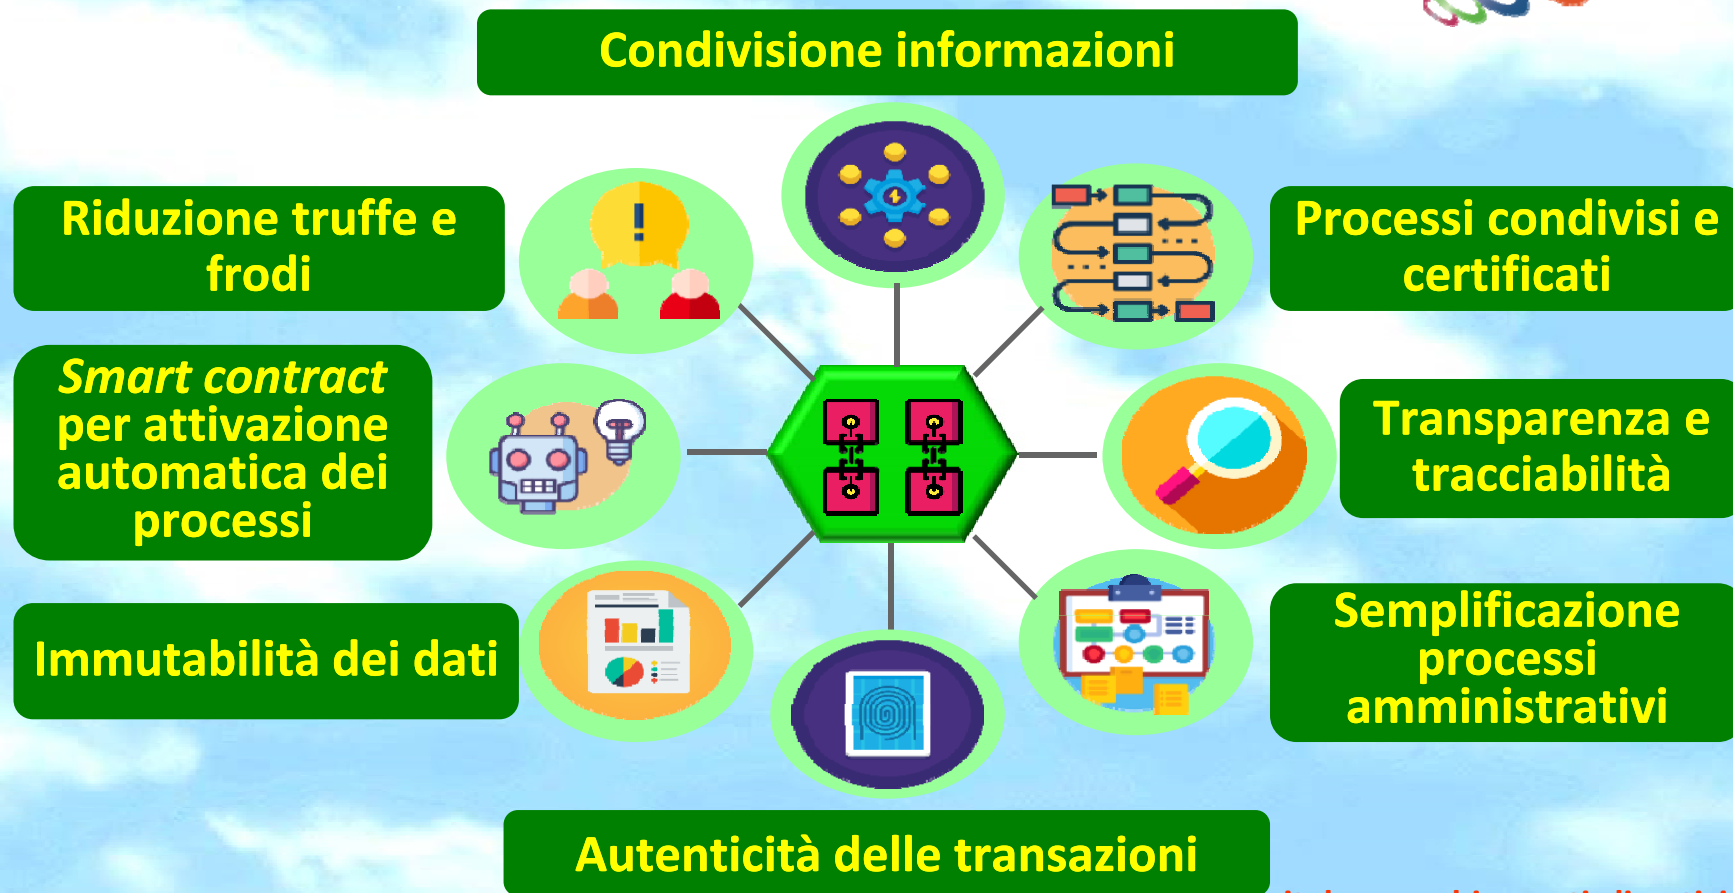 Condivisione informazioni
Riduzione truffe e
frodi
Processi condivisi e
certificati
Smart contract
per attivazione
automatica dei
processi
Transparenza e
tracciabilità
Immutabilità dei dati
Semplificazione
processi
amministrativi
Autenticità delle transazioni